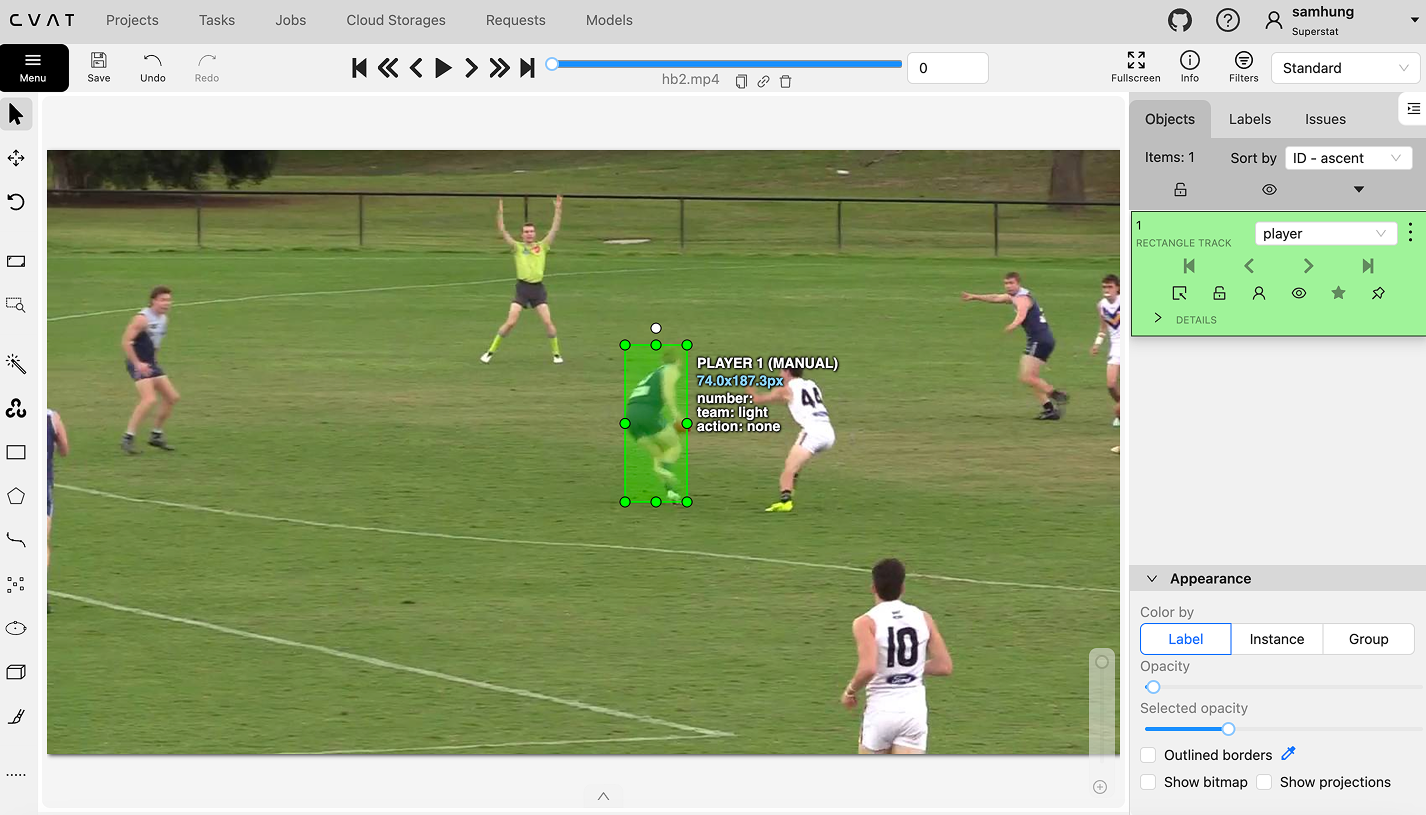 CVAT Projects Tasks Jobs Cloud Storages Requests Models samhung
Superstat
Menu Save Undo Redo hb2.mp4 0 Fullscreen Info Filters Standard
Objects Labels Issues
Items: 1 Sort by ID - ascent
1
RECTANGLE TRACK player
DETAILS
PLAYER 1 (MANUAL)
74.0x187.3px
number:
team: light
action: none
44
10
Ford
Appearance
Color by
Label Instance Group
Opacity
Selected opacity
Outlined borders
Show bitmap Show projections